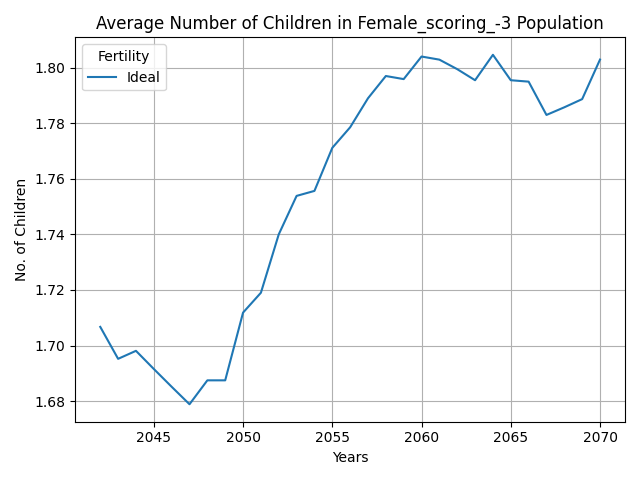 Average Number of Children in Female_scoring_-3 Population
Fertility
Ideal
No. of Children
1.80
1.78
1.76
1.74
1.72
1.70
1.68
2045 2050 2055 2060 2065 2070
Years